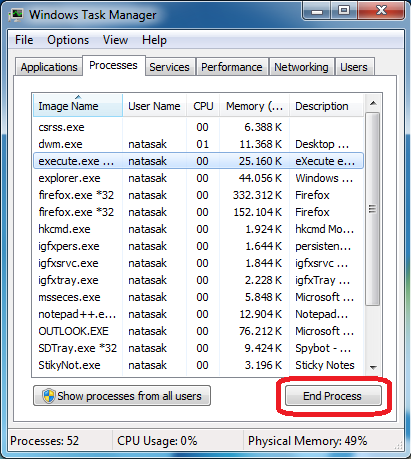 Windows Task Manager
File Options View Help
Applications Processes Services Performance Networking Users
Image Name User Name CPU Memory (... Description
csrss.exe 00 6.388 K
dwm.exe natasak 01 11.368 K Desktop ...
execute.exe ... natasak 00 25.160 K eXecute e...
explorer.exe natasak 00 44.056 K Windows ...
firefox.exe *32 natasak 00 332.312 K Firefox
firefox.exe *32 natasak 00 152.104 K Firefox
hkcmd.exe natasak 00 1.924 K hkcmd Mo...
igfxpers.exe natasak 00 1.644 K persisten...
igfxsrvc.exe natasak 00 1.844 K igfxsrvc M...
igfxtray.exe natasak 00 2.228 K igfxTray ...
msseces.exe natasak 00 5.848 K Microsoft ...
notepad++.e... natasak 00 12.904 K Notepad...
OUTLOOK.EXE natasak 00 76.212 K Microsoft ...
SDTray.exe natasak 00 9.424 K Spybot - ...
StikyNot.exe natasak 00 3.196 K Sticky Notes
Show processes from all users End Process
Processes: 52 CPU Usage: 0% Physical Memory: 49%